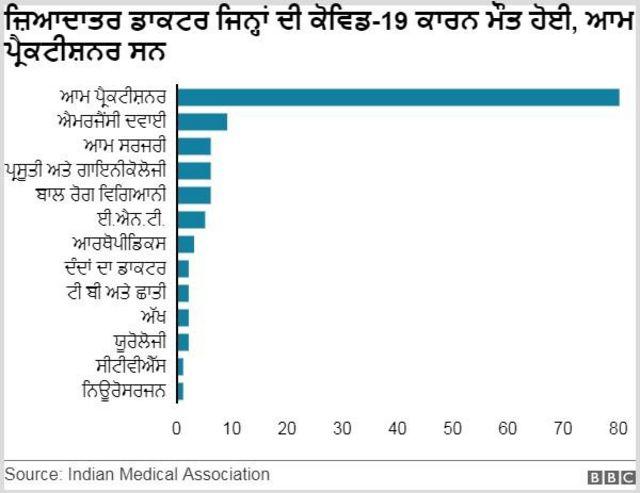 ਜ਼ਿਆਦਾਤਰ ਡਾਕਟਰ ਜਿਨ੍ਹਾਂ ਦੀ ਕੋਵਿਡ-19 ਕਾਰਨ ਮੌਤ ਹੋਈ, ਆਮ
ਪ੍ਰੈਕਟੀਸ਼ਨਰ ਸਨ
ਆਮ ਪ੍ਰੈਕਟੀਸ਼ਨਰ
ਐਮਰਜੈਂਸੀ ਦਵਾਈ
ਆਮ ਸਰਜਰੀ
ਪ੍ਰਸੂਤੀ ਅਤੇ ਗਾਇਨੀਕੋਲੋਜੀ
ਬਾਲ ਰੋਗ ਵਿਗਿਆਨੀ
ਈ.ਐਨ.ਟੀ.
ਆਰਥੋਪੀਡਿਕਸ
ਦੰਦਾਂ ਦਾ ਡਾਕਟਰ
ਟੀ ਬੀ ਅਤੇ ਛਾਤੀ
ਅੱਖ
ਯੂਰੋਲੋਜੀ
ਸੀਟੀਵੀਐੱਸ
ਨਿਊਰੋਸਰਜਨ
0 10 20 30 40 50 60 70 80
Source: Indian Medical Association
BBC